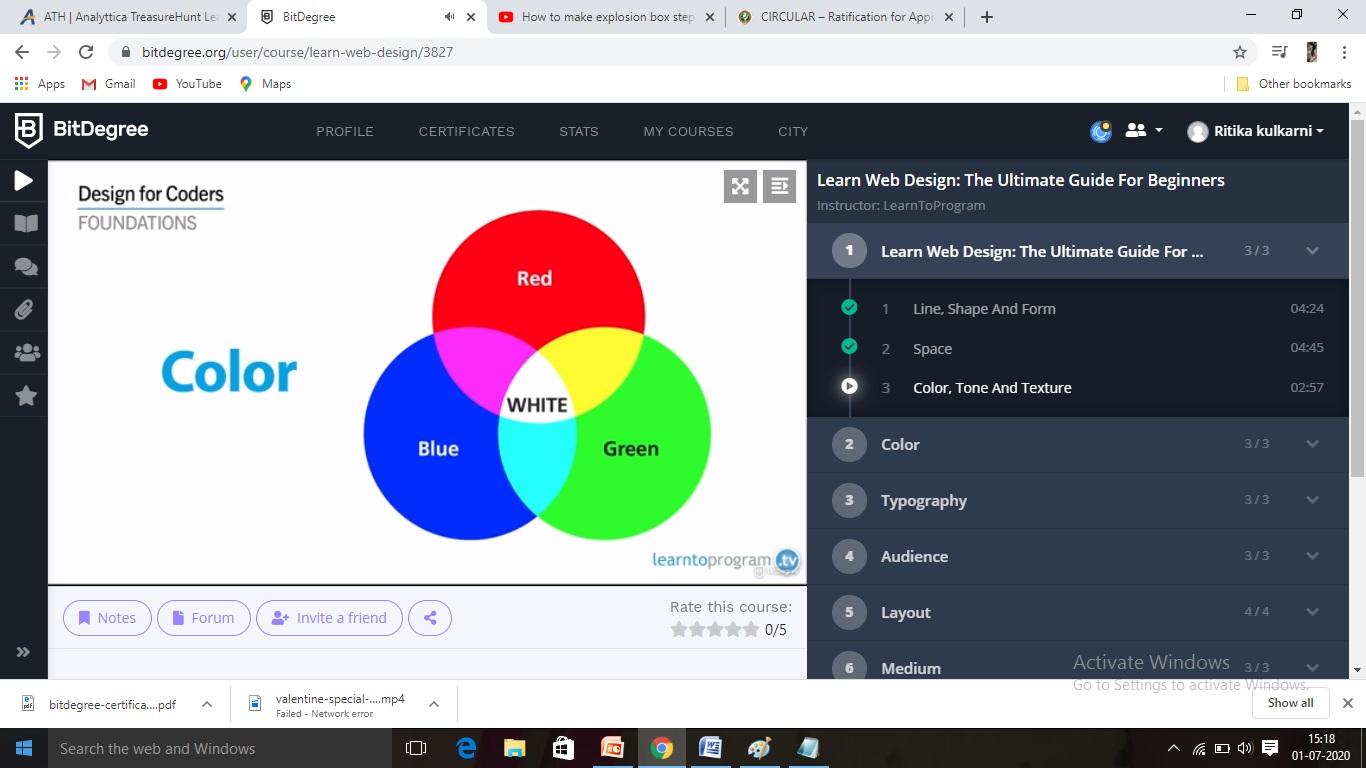 ATH | Analyttica TreasureHunt Le
BitDegree
How to make explosion box step
CIRCULAR – Ratification for Appr
bitdegree.org/user/course/learn-web-design/3827
Apps
Gmail
YouTube
Maps
Other bookmarks
BitDegree
PROFILE
CERTIFICATES
STATS
MY COURSES
CITY
Ritika kulkarni
Design for Coders
FOUNDATIONS
Color
Red
WHITE
Blue
Green
learntoprogram.tv
Learn Web Design: The Ultimate Guide For Beginners
Instructor: LearnToProgram
1 Learn Web Design: The Ultimate Guide For ... 3 / 3
1 Line, Shape And Form 04:24
2 Space 04:45
3 Color, Tone And Texture 02:57
2 Color 3 / 3
3 Typography 3 / 3
4 Audience 3 / 3
5 Layout 4 / 4
6 Medium 3 / 3
Notes
Forum
Invite a friend
Rate this course:
0/5
Activate Windows
Go to Settings to activate Windows.
bitdegree-certifica....pdf
valentine-special-....mp4
Failed - Network error
Show all
Search the web and Windows
15:18
01-07-2020